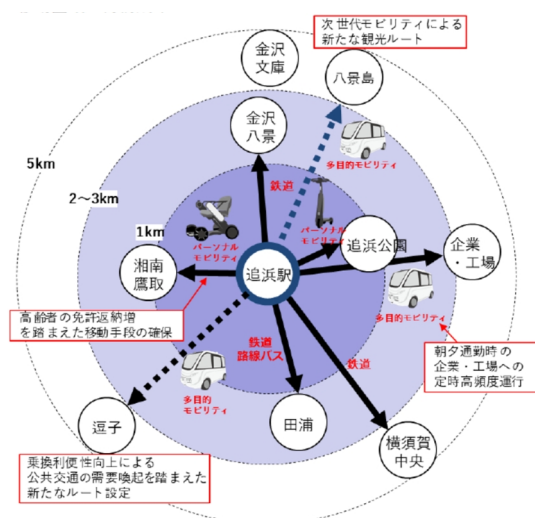 次世代モビリティによる
新たな観光ルート
金沢
文庫
八景島
金沢
八景
多目的モビリティ
5km
2～3km
1km
鉄道
パーソナル
モビリティ
パーソナル
モビリティ
湘南
鷹取
追浜駅
追浜公園
企業
・工場
多目的モビリティ
高齢者の免許返納増
を踏まえた移動手段の確保
鉄道
路線バス
鉄道
朝夕通勤時の
企業・工場への
定時高頻度運行
多目的
モビリティ
逗子
田浦
横須賀
中央
乗換利便性向上による
公共交通の需要喚起を踏まえた
新たなルート設定